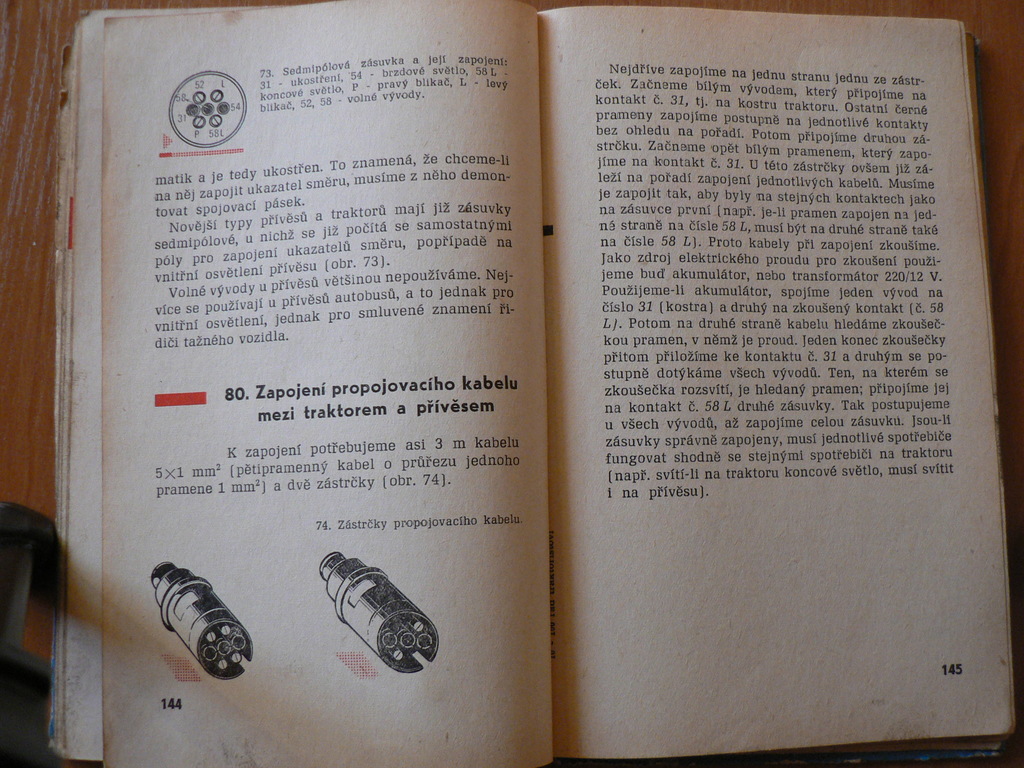 52 L
58 54
31
P 58L
73. Sedmipólová zásuvka a její zapojení:
31 - ukostření, 54 - brzdové světlo, 58 L -
koncové světlo, P - pravý blikač, L - levý
blikač, 52, 58 - volné vývody.
matik a je tedy ukostřen. To znamená, že chceme-li
na něj zapojit ukazatel směru, musíme z něho demon-
tovat spojovací pásek.
Novější typy přívěsů a traktorů mají již zásuvky
sedmipólové, u nichž se již počítá se samostatnými
póly pro zapojení ukazatelů směru, popřípadě na
vnitřní osvětlení přívěsu (obr. 73).
Volné vývody u přívěsů většinou nepoužíváme. Nej-
více se používají u přívěsů autobusů, a to jednak pro
vnitřní osvětlení, jednak pro smluvené znamení ři-
diči tažného vozidla.
80. Zapojení propojovacího kabelu
mezi traktorem a přívěsem
K zapojení potřebujeme asi 3 m kabelu
5×1 mm² (pětipramenný kabel o průřezu jednoho
pramene 1 mm²) a dvě zástrčky (obr. 74).
74. Zástrčky propojovacího kabelu.
144
Nejdříve zapojíme na jednu stranu jednu ze zástr-
ček. Začneme bílým vývodem, který připojíme na
kontakt č. 31, tj. na kostru traktoru. Ostatní černé
prameny zapojíme postupně na jednotlivé kontakty
bez ohledu na pořadí. Potom připojíme druhou zá-
strčku. Začneme opět bílým pramenem, který zapo-
jíme na kontakt č. 31. U této zástrčky ovšem již zá-
leží na pořadí zapojení jednotlivých kabelů. Musíme
je zapojit tak, aby byly na stejných kontaktech jako
na zásuvce první (např. je-li pramen zapojen na jed-
né straně na čísle 58 L, musí být na druhé straně také
na čísle 58 L). Proto kabely při zapojení zkoušíme.
Jako zdroj elektrického proudu pro zkoušení použi-
jeme buď akumulátor, nebo transformátor 220/12 V.
Použijeme-li akumulátor, spojíme jeden vývod na
číslo 31 (kostra) a druhý na zkoušený kontakt (č. 58
L). Potom na druhé straně kabelu hledáme zkoušeč-
kou pramen, v němž je proud. Jeden konec zkoušečky
přitom přiložíme ke kontaktu č. 31 a druhým se po-
stupně dotýkáme všech vývodů. Ten, na kterém se
zkoušečka rozsvítí, je hledaný pramen; připojíme jej
na kontakt č. 58 L druhé zásuvky. Tak postupujeme
u všech vývodů, až zapojíme celou zásuvku. Jsou-li
zásuvky správně zapojeny, musí jednotlivé spotřebiče
fungovat shodně se stejnými spotřebiči na traktoru
(např. svítí-li na traktoru koncové světlo, musí svítit
i na přívěsu).
145